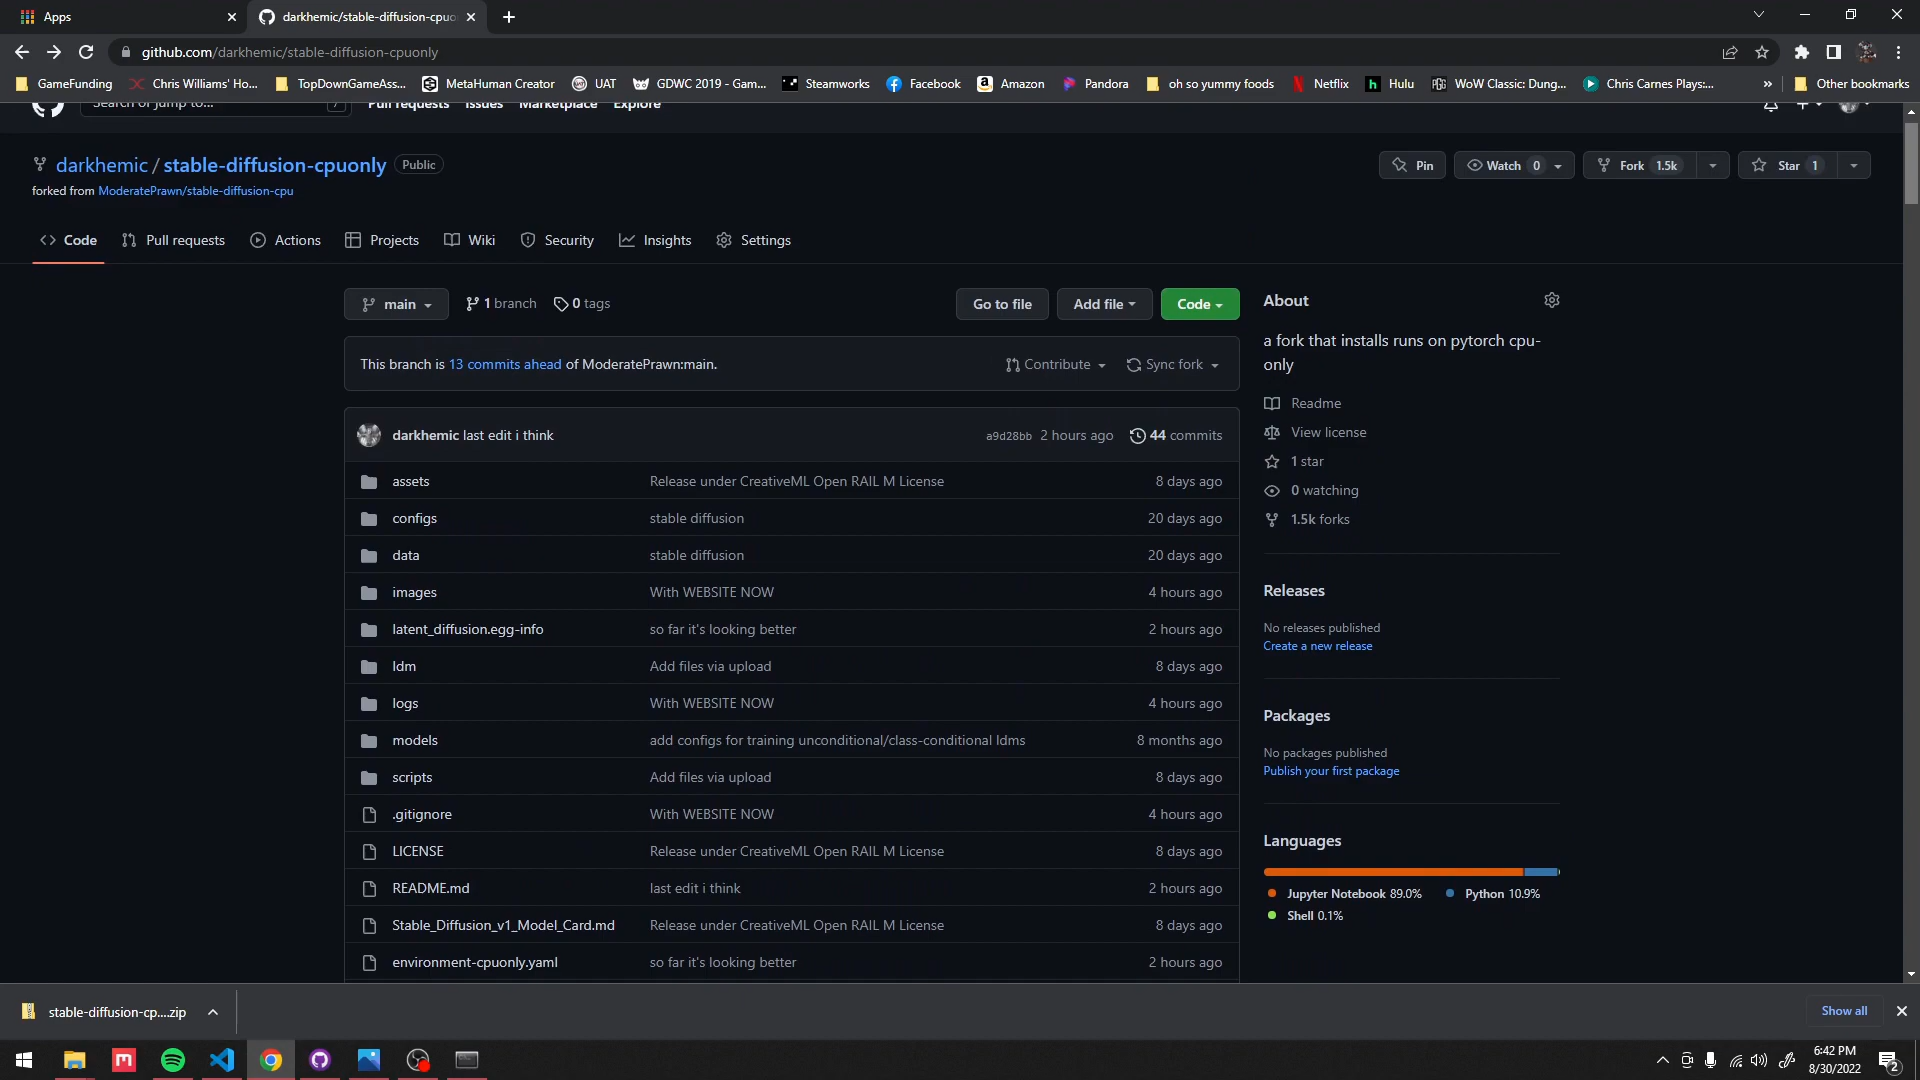 Apps
darkhemic/stable-diffusion-cpuo
github.com/darkhemic/stable-diffusion-cpuonly
GameFunding
Chris Williams' Ho...
TopDownGameAss...
MetaHuman Creator
UAT
GDWC 2019 - Gam...
Steamworks
Facebook
Amazon
Pandora
oh so yummy foods
Netflix
Hulu
WoW Classic: Dung...
Chris Carnes Plays:...
»
Other bookmarks
Search or jump to...
/
Pull requests
Issues
Marketplace
Explore
darkhemic / stable-diffusion-cpuonly
Public
forked from ModeratePrawn/stable-diffusion-cpu
Pin
Watch 0
Fork 1.5k
Star 1
Code
Pull requests
Actions
Projects
Wiki
Security
Insights
Settings
main
1 branch
0 tags
Go to file
Add file
Code
This branch is 13 commits ahead of ModeratePrawn:main.
Contribute
Sync fork
darkhemic last edit i think
a9d28bb 2 hours ago
44 commits
assets
Release under CreativeML Open RAIL M License
8 days ago
configs
stable diffusion
20 days ago
data
stable diffusion
20 days ago
images
With WEBSITE NOW
4 hours ago
latent_diffusion.egg-info
so far it's looking better
2 hours ago
ldm
Add files via upload
8 days ago
logs
With WEBSITE NOW
4 hours ago
models
add configs for training unconditional/class-conditional ldms
8 months ago
scripts
Add files via upload
8 days ago
.gitignore
With WEBSITE NOW
4 hours ago
LICENSE
Release under CreativeML Open RAIL M License
8 days ago
README.md
last edit i think
2 hours ago
Stable_Diffusion_v1_Model_Card.md
Release under CreativeML Open RAIL M License
8 days ago
environment-cpuonly.yaml
so far it's looking better
2 hours ago
About
a fork that installs runs on pytorch cpu-
only
Readme
View license
1 star
0 watching
1.5k forks
Releases
No releases published
Create a new release
Packages
No packages published
Publish your first package
Languages
Jupyter Notebook 89.0%
Python 10.9%
Shell 0.1%
stable-diffusion-cp....zip
Show all
6:42 PM
8/30/2022
2